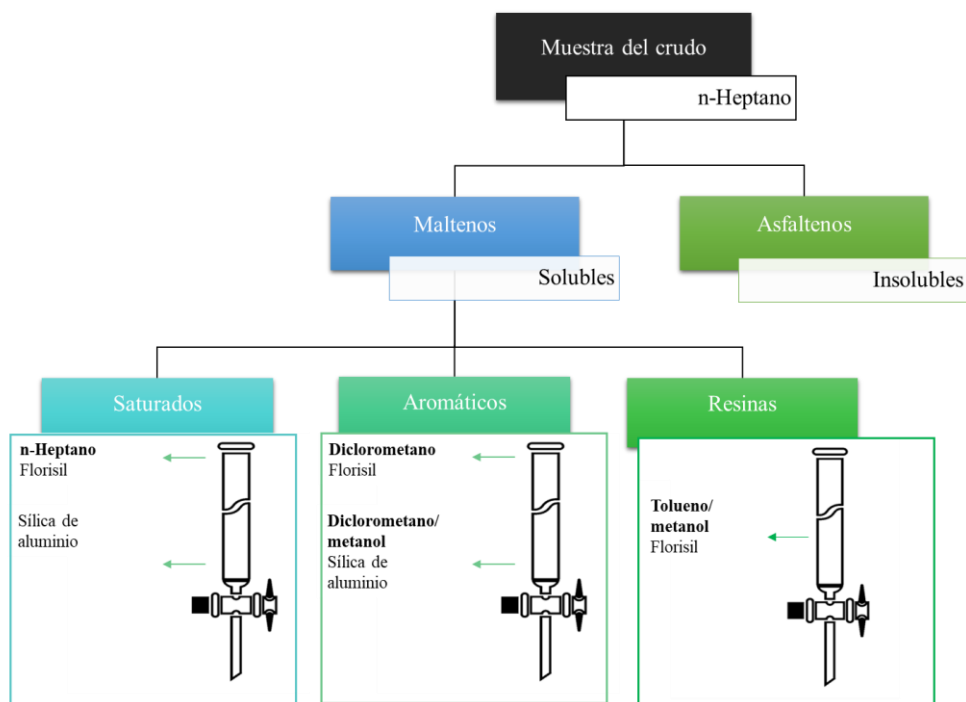 Muestra del crudo
n-Heptano
Maltenos
Solubles
Asfaltenos
Insolubles
Saturados
n-Heptano
Florisil
Sílica de
aluminio
Aromáticos
Diclorometano
Florisil
Diclorometano/
metanol
Sílica de
aluminio
Resinas
Tolueno/
metanol
Florisil